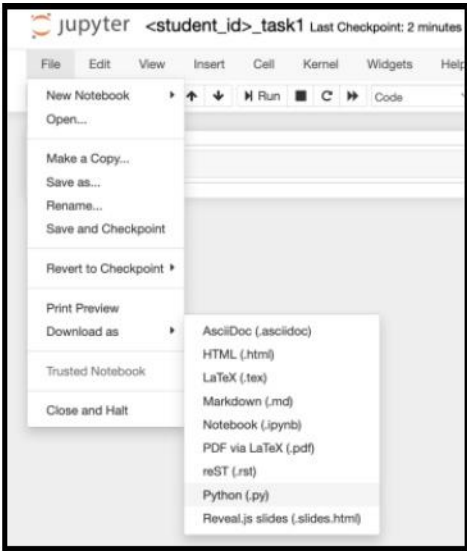 jupyter <student_id>_task1 Last Checkpoint: 2 minutes
File Edit View Insert Cell Kernel Widgets Help
New Notebook Run Code
Open...
Make a Copy...
Save as...
Rename...
Save and Checkpoint
Revert to Checkpoint
Print Preview
Download as
Trusted Notebook
Close and Halt
AsciiDoc (.asciidoc)
HTML (.html)
LaTeX (.tex)
Markdown (.md)
Notebook (.ipynb)
PDF via LaTeX (.pdf)
reST (.rst)
Python (.py)
Reveal.js slides (.slides.html)